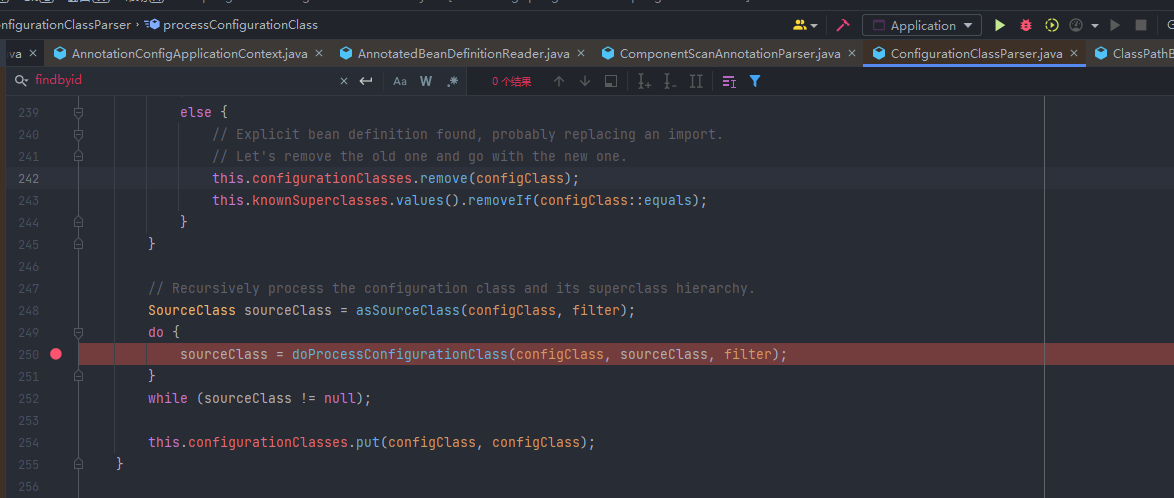 nfigurationClassParser › processConfigurationClass
Application
va × AnnotationConfigApplicationContext.java × AnnotatedBeanDefinitionReader.java × ComponentScanAnnotationParser.java × ConfigurationClassParser.java × ClassPathB
findbyid × Aa W .* 0 个结果
239 else {
240 // Explicit bean definition found, probably replacing an import.
241 // Let's remove the old one and go with the new one.
242 this.configurationClasses.remove(configClass);
243 this.knownSuperclasses.values().removeIf(configClass::equals);
244 }
245 }
246
247 // Recursively process the configuration class and its superclass hierarchy.
248 SourceClass sourceClass = asSourceClass(configClass, filter);
249 do {
250 sourceClass = doProcessConfigurationClass(configClass, sourceClass, filter);
251 }
252 while (sourceClass != null);
253
254 this.configurationClasses.put(configClass, configClass);
255 }
256